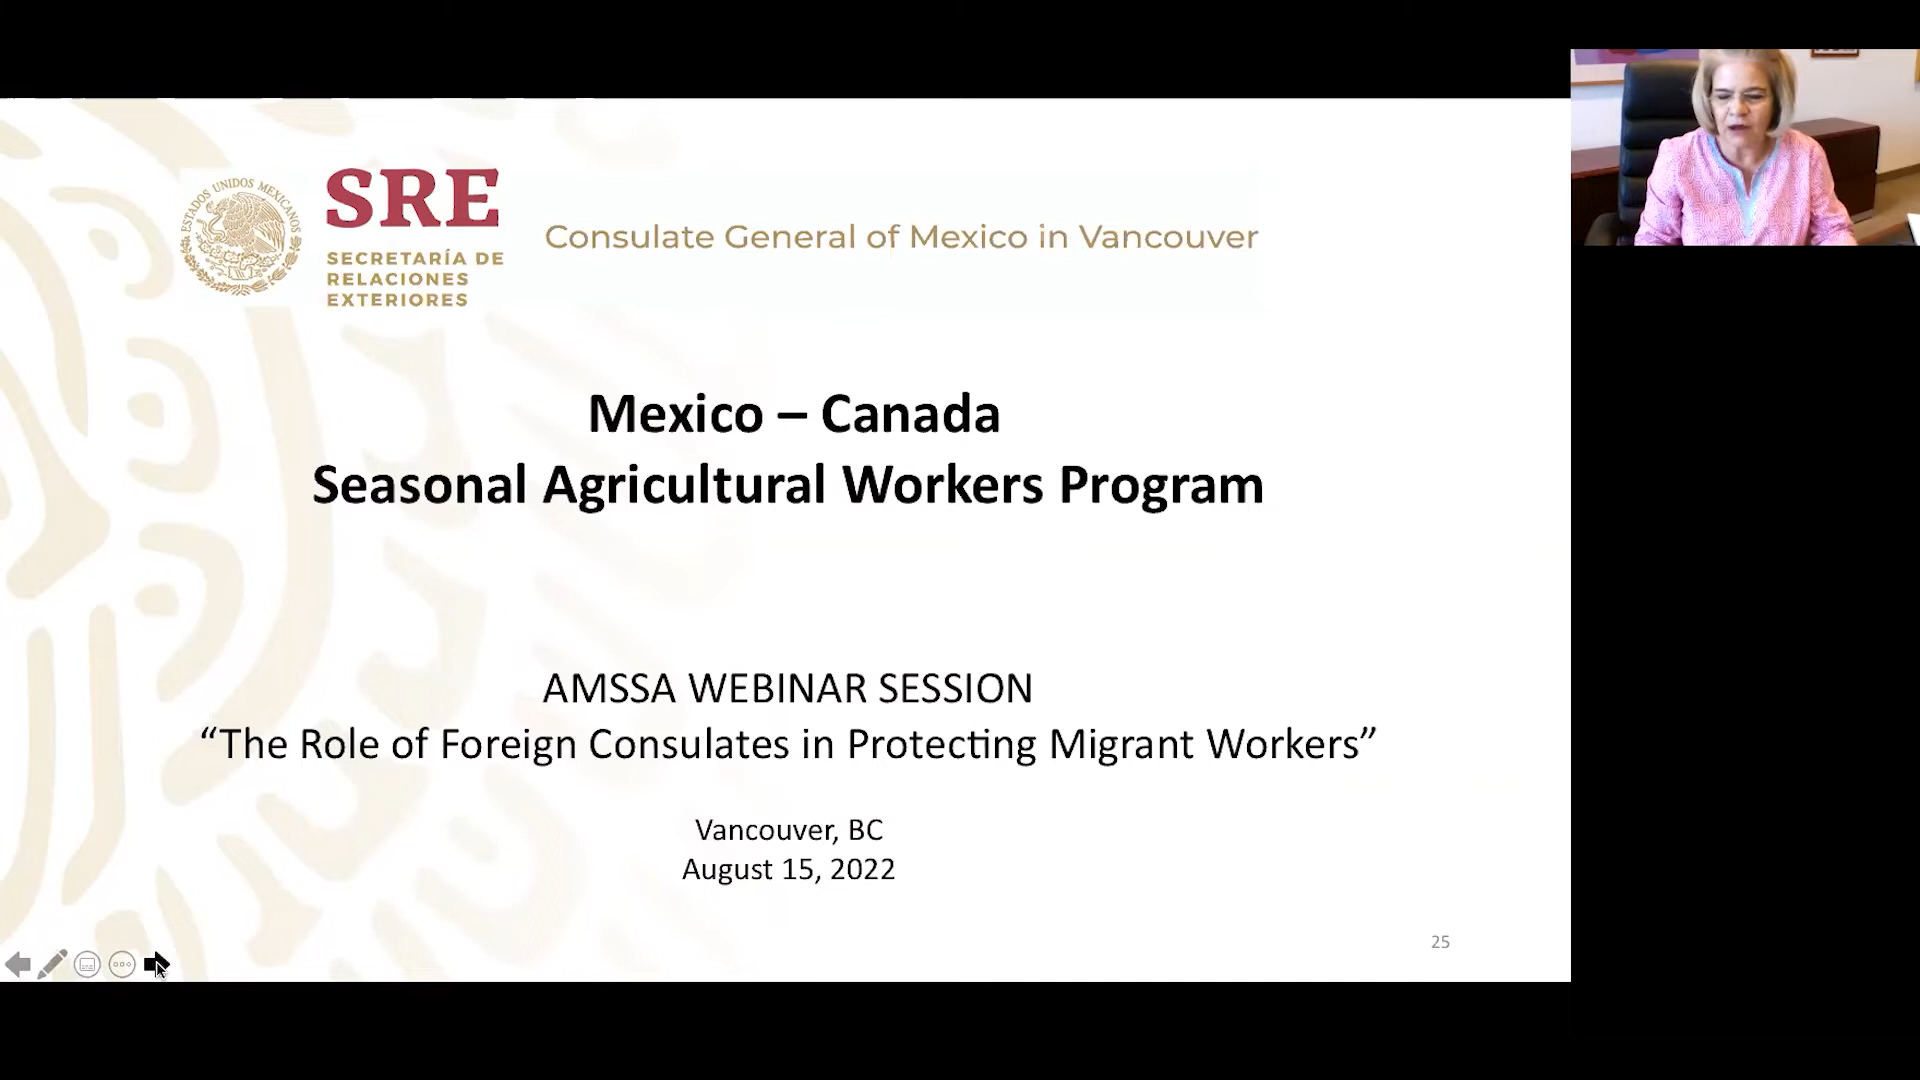 ESTADOS UNIDOS MEXICANOS
SRE
SECRETARÍA DE
RELACIONES
EXTERIORES
Consulate General of Mexico in Vancouver
Mexico – Canada
Seasonal Agricultural Workers Program
AMSSA WEBINAR SESSION
“The Role of Foreign Consulates in Protecting Migrant Workers”
Vancouver, BC
August 15, 2022
25